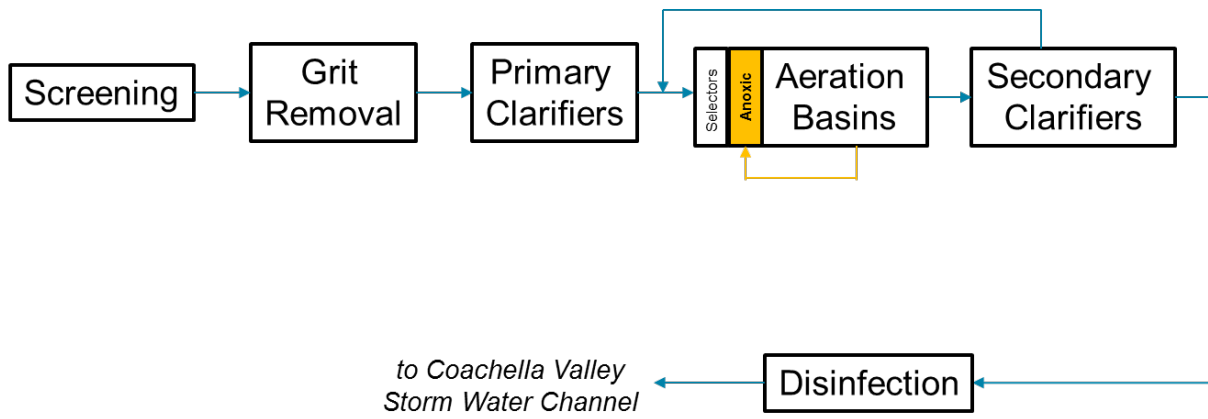 Screening
Grit
Removal
Primary
Clarifiers
Selectors
Anoxic
Aeration
Basins
Secondary
Clarifiers
Disinfection
to Coachella Valley
Storm Water Channel